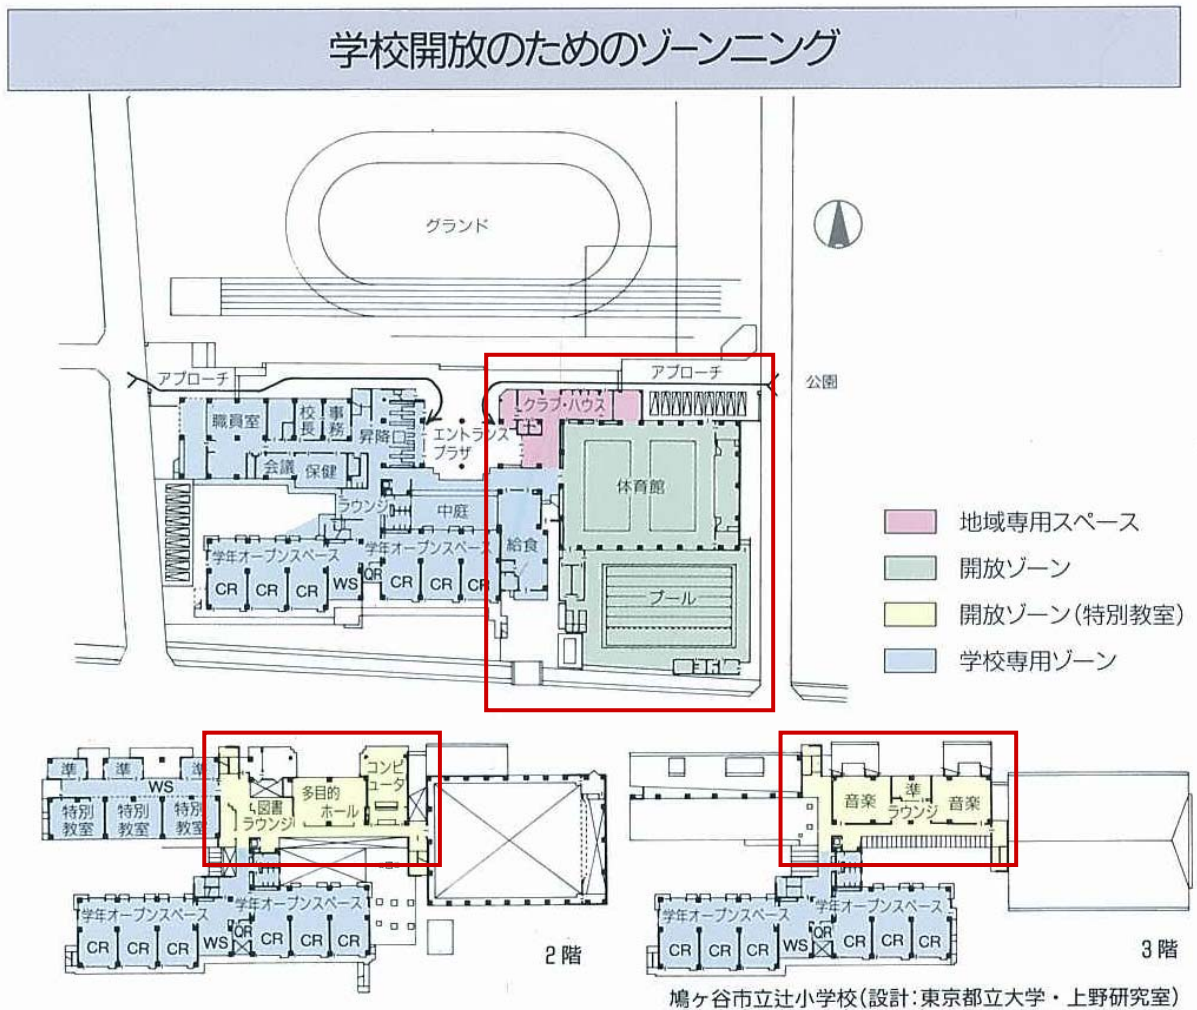 学校開放のためのゾーンニング
グランド
アプローチ
アプローチ
公園
クラブ・ハウス
職員室
校長
事務
昇降口
エントランス
プラザ
会議
保健
体育館
ラウンジ
中庭
給食
学年オープンスペース
学年オープンスペース
CR
CR
CR
WS
QR
CR
CR
CR
プール
地域専用スペース
開放ゾーン
開放ゾーン(特別教室)
学校専用ゾーン
準
準
準
WS
特別
教室
特別
教室
特別
教室
図書
ラウンジ
多目的
ホール
コンピ
ュータ
学年オープンスペース
学年オープンスペース
CR
CR
CR
WS
QR
CR
CR
CR
2階
音楽
準
ラウンジ
音楽
学年オープンスペース
学年オープンスペース
CR
CR
CR
WS
QR
CR
CR
CR
3階
鳩ヶ谷市立辻小学校(設計:東京都立大学・上野研究室)